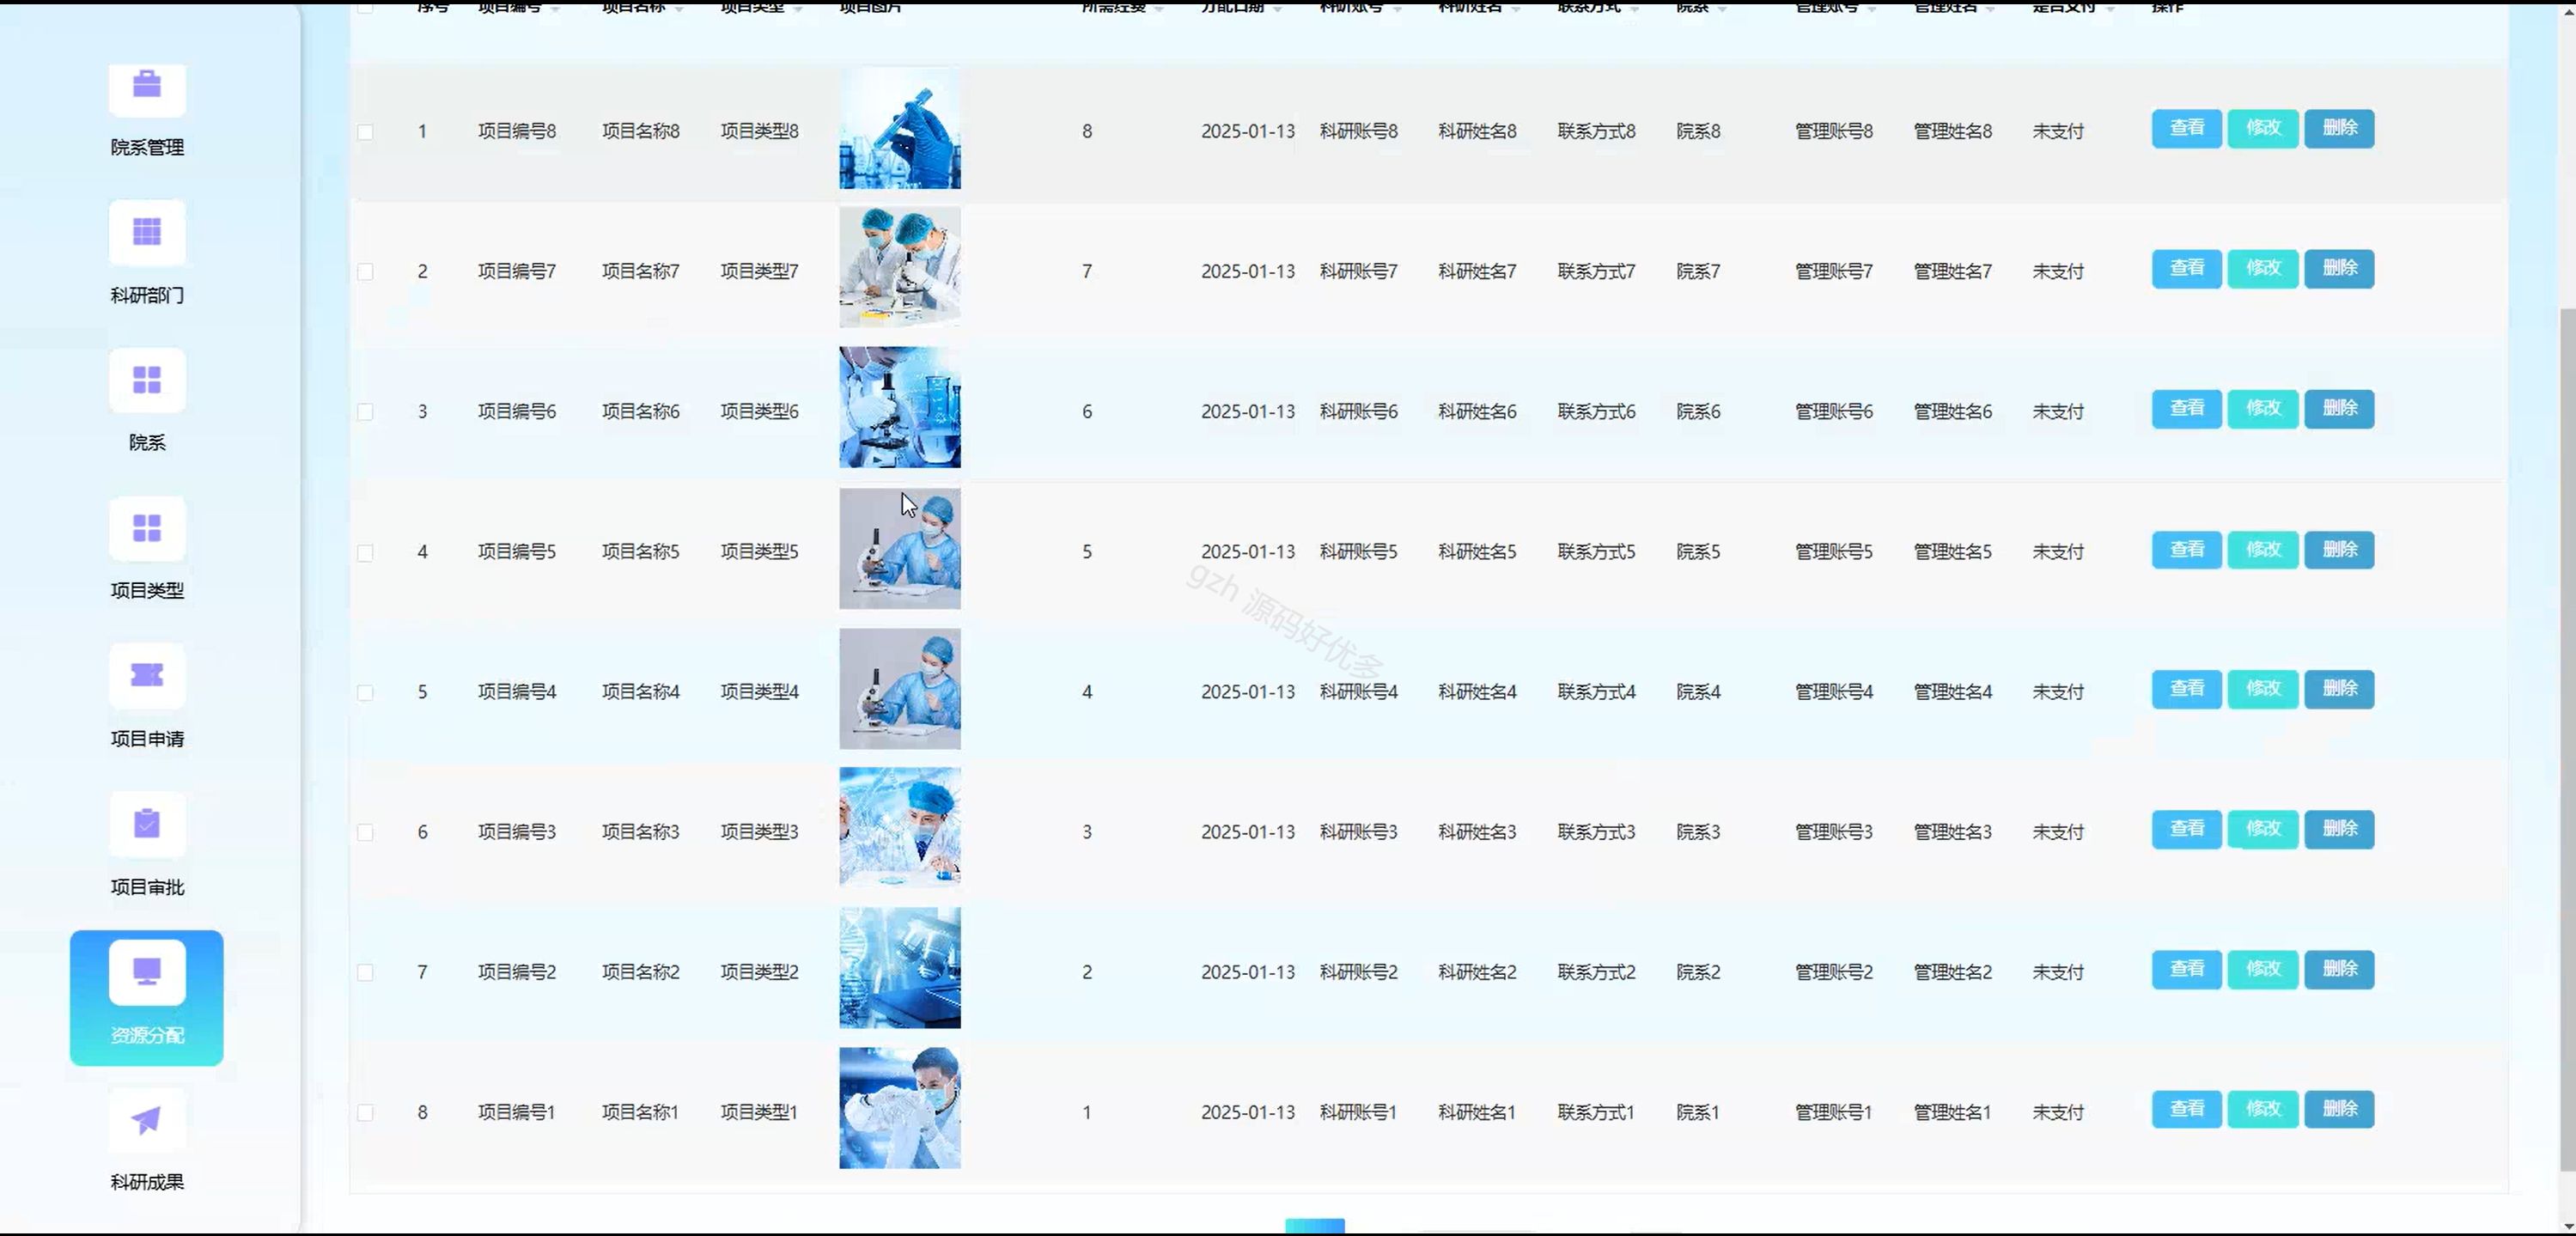 序号 项目编号 项目名称 项目类型 项目图片 所需经费 分配日期 科研账号 科研姓名 联系方式 院系 管理账号 管理姓名 是否支付 操作
院系管理
科研部门
院系
项目类型
项目申请
项目审批
资源分配
科研成果
1 项目编号8 项目名称8 项目类型8 8 2025-01-13 科研账号8 科研姓名8 联系方式8 院系8 管理账号8 管理姓名8 未支付 查看 修改 删除
2 项目编号7 项目名称7 项目类型7 7 2025-01-13 科研账号7 科研姓名7 联系方式7 院系7 管理账号7 管理姓名7 未支付 查看 修改 删除
3 项目编号6 项目名称6 项目类型6 6 2025-01-13 科研账号6 科研姓名6 联系方式6 院系6 管理账号6 管理姓名6 未支付 查看 修改 删除
4 项目编号5 项目名称5 项目类型5 5 2025-01-13 科研账号5 科研姓名5 联系方式5 院系5 管理账号5 管理姓名5 未支付 查看 修改 删除
gzh 源码好优多
5 项目编号4 项目名称4 项目类型4 4 2025-01-13 科研账号4 科研姓名4 联系方式4 院系4 管理账号4 管理姓名4 未支付 查看 修改 删除
6 项目编号3 项目名称3 项目类型3 3 2025-01-13 科研账号3 科研姓名3 联系方式3 院系3 管理账号3 管理姓名3 未支付 查看 修改 删除
7 项目编号2 项目名称2 项目类型2 2 2025-01-13 科研账号2 科研姓名2 联系方式2 院系2 管理账号2 管理姓名2 未支付 查看 修改 删除
8 项目编号1 项目名称1 项目类型1 1 2025-01-13 科研账号1 科研姓名1 联系方式1 院系1 管理账号1 管理姓名1 未支付 查看 修改 删除